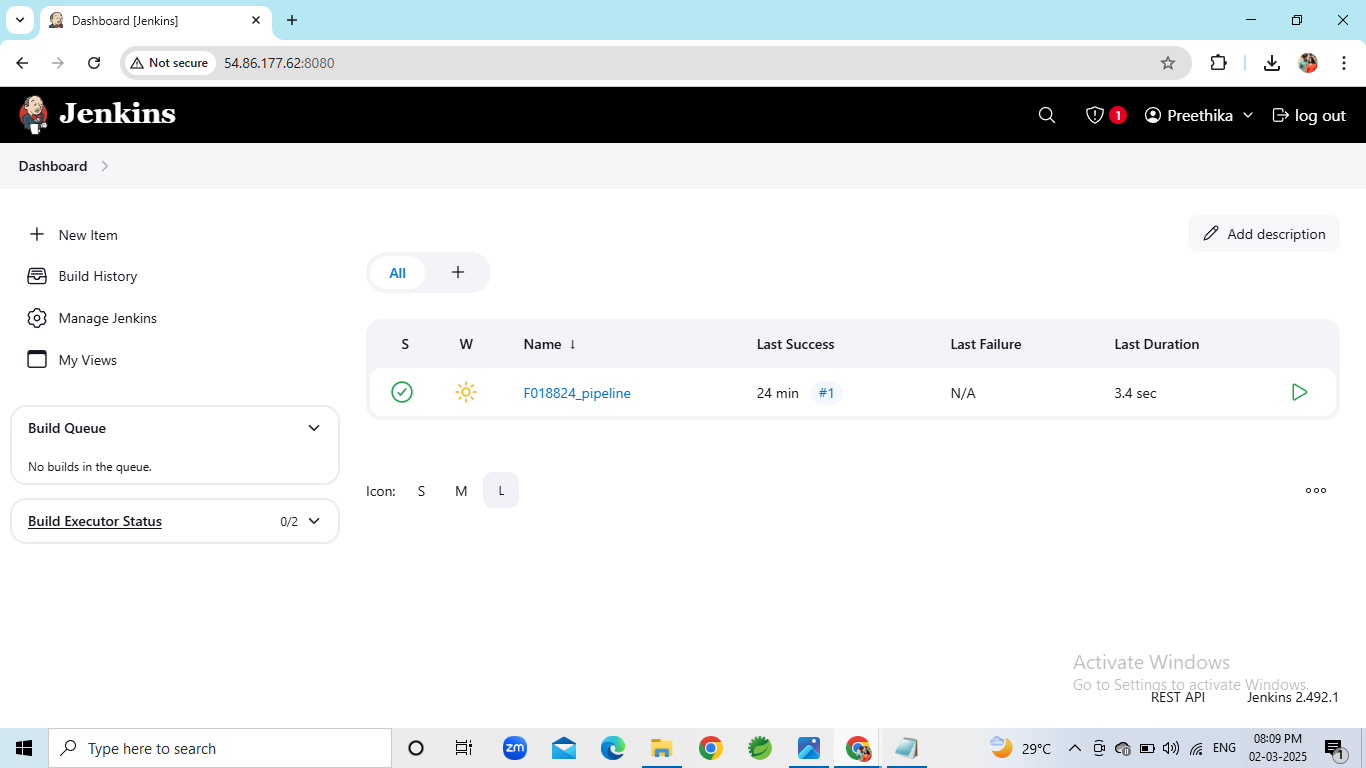 Dashboard [Jenkins]
Not secure
54.86.177.62:8080
Jenkins
1
Preethika
log out
Dashboard
New Item
Build History
Manage Jenkins
My Views
Add description
All
S W Name ↓ Last Success Last Failure Last Duration
F018824_pipeline 24 min #1 N/A 3.4 sec
Build Queue
No builds in the queue.
Build Executor Status 0/2
Icon: S M L
Activate Windows
Go to Settings to activate Windows.
REST API Jenkins 2.492.1
Type here to search
zm
29°C
ENG
08:09 PM
02-03-2025
1